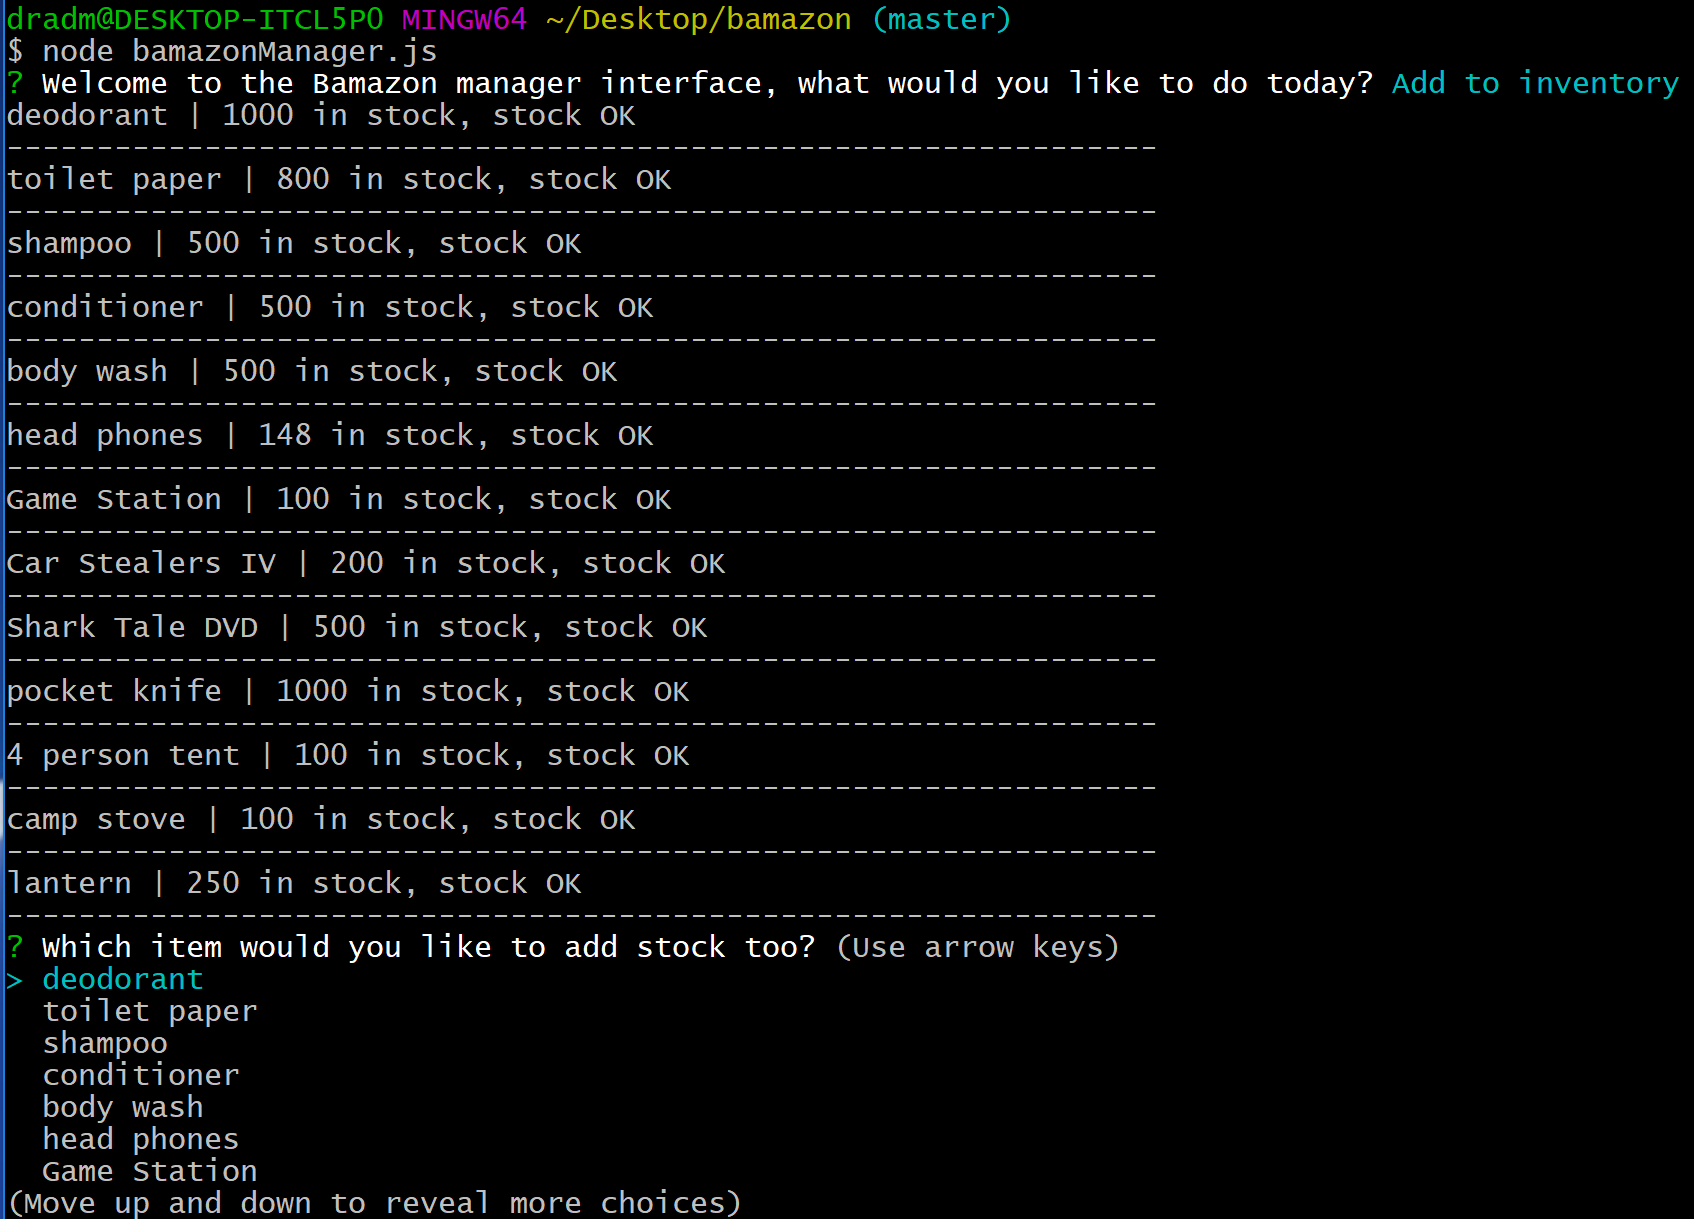 dradm@DESKTOP-ITCL5PO MINGW64 ~/Desktop/bamazon (master)
$ node bamazonManager.js
? Welcome to the Bamazon manager interface, what would you like to do today? Add to inventory
deodorant | 1000 in stock, stock OK
----------------------------------------------------------------
toilet paper | 800 in stock, stock OK
----------------------------------------------------------------
shampoo | 500 in stock, stock OK
----------------------------------------------------------------
conditioner | 500 in stock, stock OK
----------------------------------------------------------------
body wash | 500 in stock, stock OK
----------------------------------------------------------------
head phones | 148 in stock, stock OK
----------------------------------------------------------------
Game Station | 100 in stock, stock OK
----------------------------------------------------------------
Car Stealers IV | 200 in stock, stock OK
----------------------------------------------------------------
Shark Tale DVD | 500 in stock, stock OK
----------------------------------------------------------------
pocket knife | 1000 in stock, stock OK
----------------------------------------------------------------
4 person tent | 100 in stock, stock OK
----------------------------------------------------------------
camp stove | 100 in stock, stock OK
----------------------------------------------------------------
lantern | 250 in stock, stock OK
----------------------------------------------------------------
? Which item would you like to add stock too? (Use arrow keys)
> deodorant
  toilet paper
  shampoo
  conditioner
  body wash
  head phones
  Game Station
(Move up and down to reveal more choices)